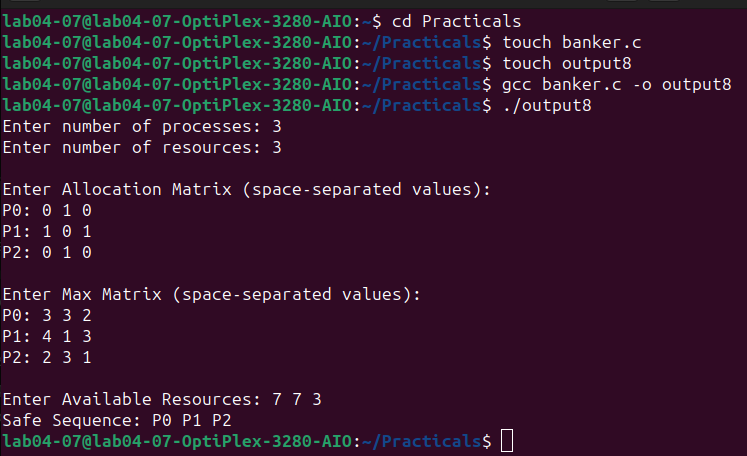 lab04-07@lab04-07-OptiPlex-3280-AIO:~$ cd Practicals
lab04-07@lab04-07-OptiPlex-3280-AIO:~/Practicals$ touch banker.c
lab04-07@lab04-07-OptiPlex-3280-AIO:~/Practicals$ touch output8
lab04-07@lab04-07-OptiPlex-3280-AIO:~/Practicals$ gcc banker.c -o output8
lab04-07@lab04-07-OptiPlex-3280-AIO:~/Practicals$ ./output8
Enter number of processes: 3
Enter number of resources: 3

Enter Allocation Matrix (space-separated values):
P0: 0 1 0
P1: 1 0 1
P2: 0 1 0

Enter Max Matrix (space-separated values):
P0: 3 3 2
P1: 4 1 3
P2: 2 3 1

Enter Available Resources: 7 7 3
Safe Sequence: P0 P1 P2
lab04-07@lab04-07-OptiPlex-3280-AIO:~/Practicals$